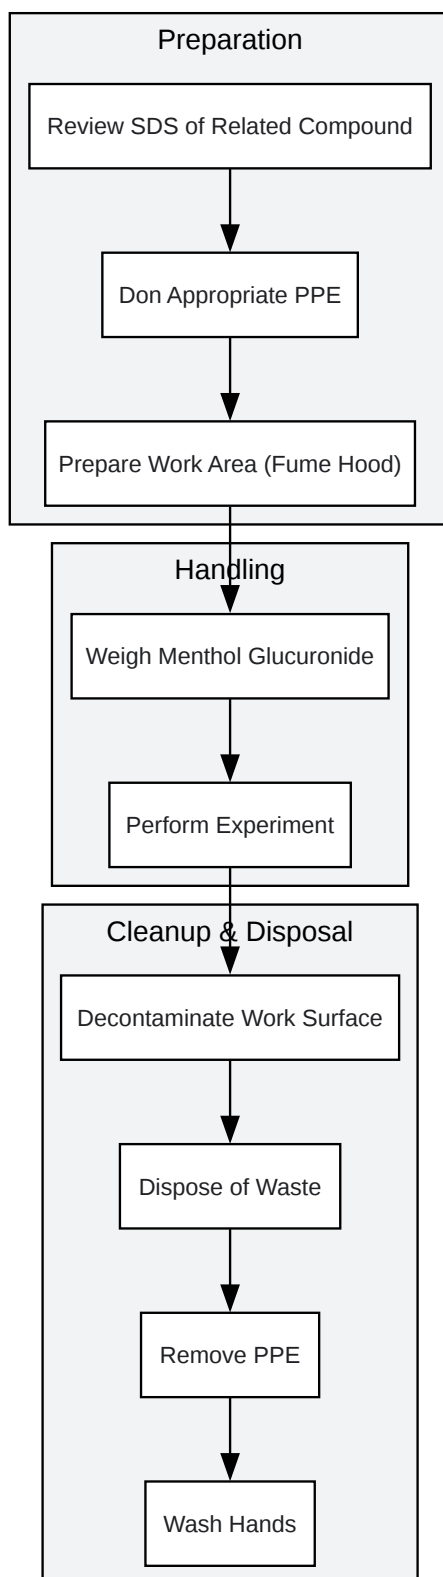 Preparation
Review SDS of Related Compound
Don Appropriate PPE
Prepare Work Area (Fume Hood)
Handling
Weigh Menthol Glucuronide
Perform Experiment
Cleanup & Disposal
Decontaminate Work Surface
Dispose of Waste
Remove PPE
Wash Hands